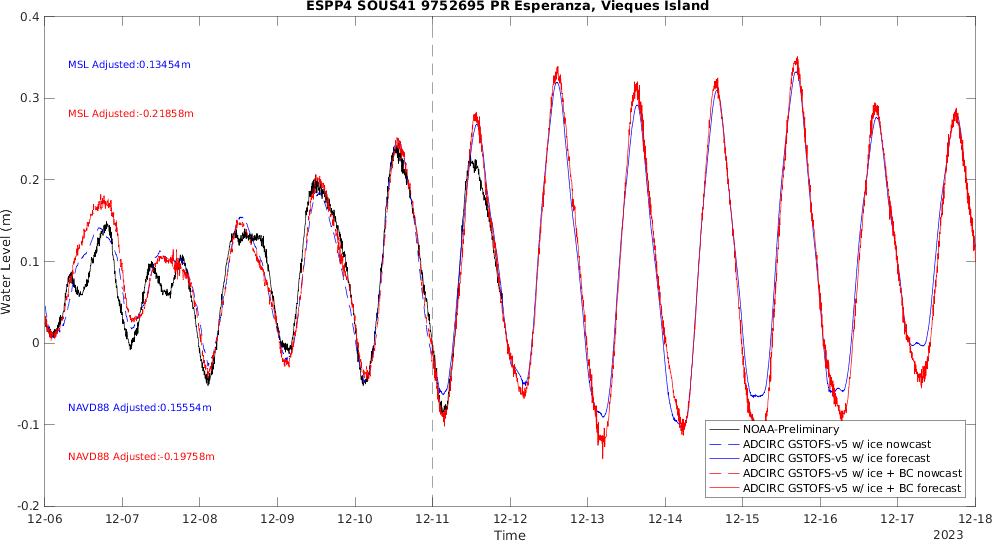 ESPP4 SOUS41 9752695 PR Esperanza, Vieques Island
0.4
0.3
0.2
0.1
0
-0.1
-0.2
Water Level (m)
MSL Adjusted:0.13454m
MSL Adjusted:-0.21858m
NAVD88 Adjusted:0.15554m
NAVD88 Adjusted:-0.19758m
NOAA-Preliminary
ADCIRC GSTOFS-v5 w/ ice nowcast
ADCIRC GSTOFS-v5 w/ ice forecast
ADCIRC GSTOFS-v5 w/ ice + BC nowcast
ADCIRC GSTOFS-v5 w/ ice + BC forecast
12-06 12-07 12-08 12-09 12-10 12-11 12-12 12-13 12-14 12-15 12-16 12-17 12-18
Time
2023